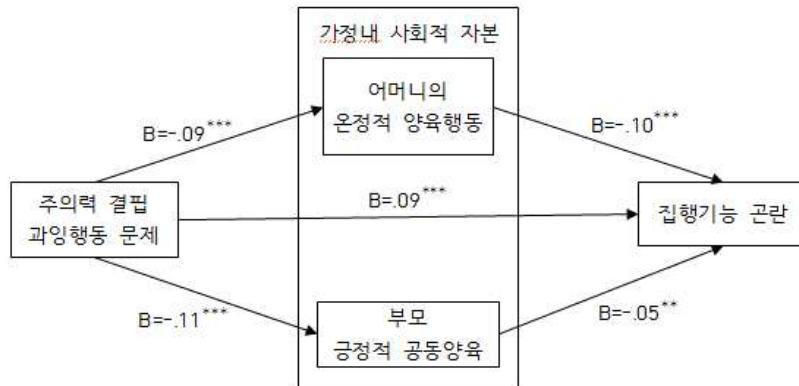 가정내 사회적 자본
어머니의
온정적 양육행동
B=-.09***
B=-.10***
주의력 결핍
과잉행동 문제
B=.09***
집행기능 곤란
B=-.11***
부모
긍정적 공동양육
B=-.05**